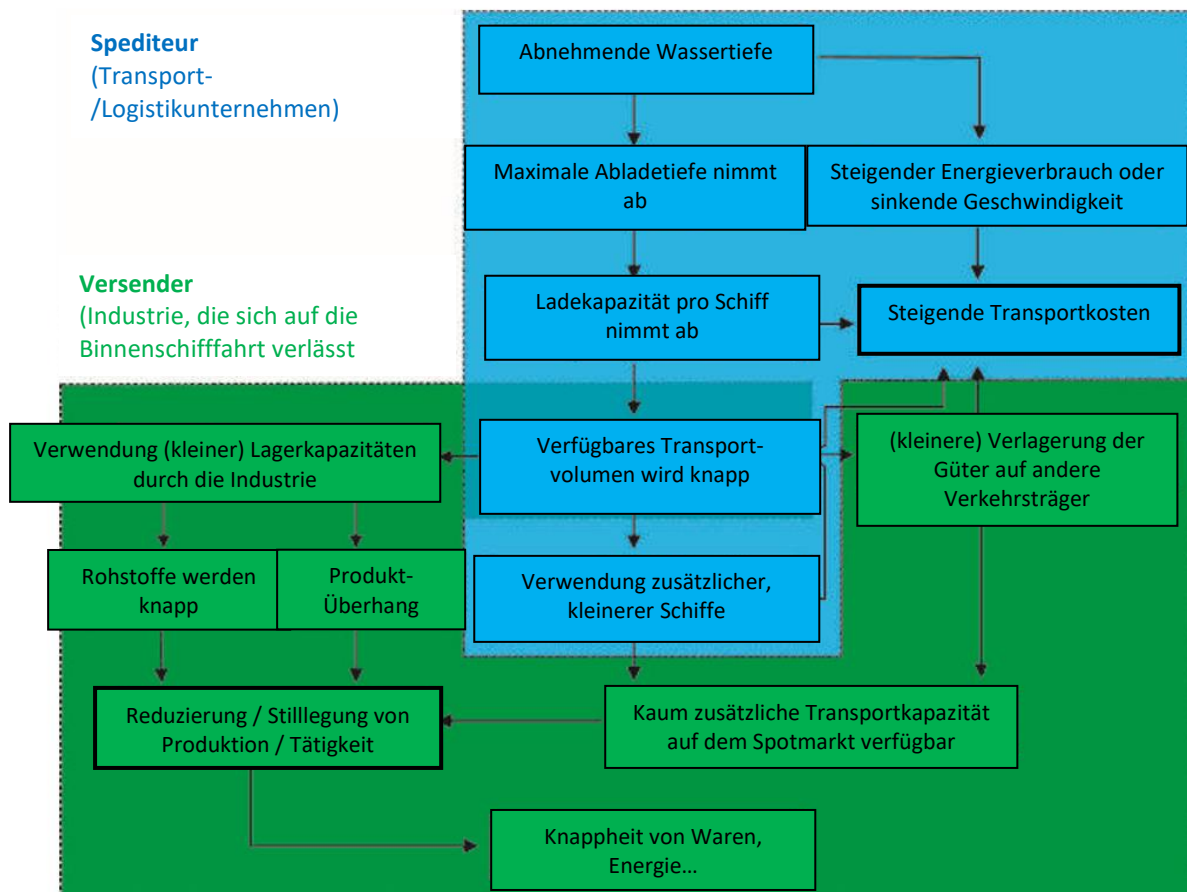 Spediteur
(Transport-
/Logistikunternehmen)
Abnehmende Wassertiefe
Maximale Abladetiefe nimmt
ab
Steigender Energieverbrauch oder
sinkende Geschwindigkeit
Versender
(Industrie, die sich auf die
Binnenschifffahrt verlässt
Ladekapazität pro Schiff
nimmt ab
Steigende Transportkosten
Verwendung (kleiner) Lagerkapazitäten
durch die Industrie
Verfügbares Transport-
volumen wird knapp
(kleinere) Verlagerung der
Güter auf andere
Verkehrsträger
Rohstoffe werden
knapp
Produkt-
Überhang
Verwendung zusätzlicher,
kleinerer Schiffe
Reduzierung / Stilllegung von
Produktion / Tätigkeit
Kaum zusätzliche Transportkapazität
auf dem Spotmarkt verfügbar
Knappheit von Waren,
Energie…